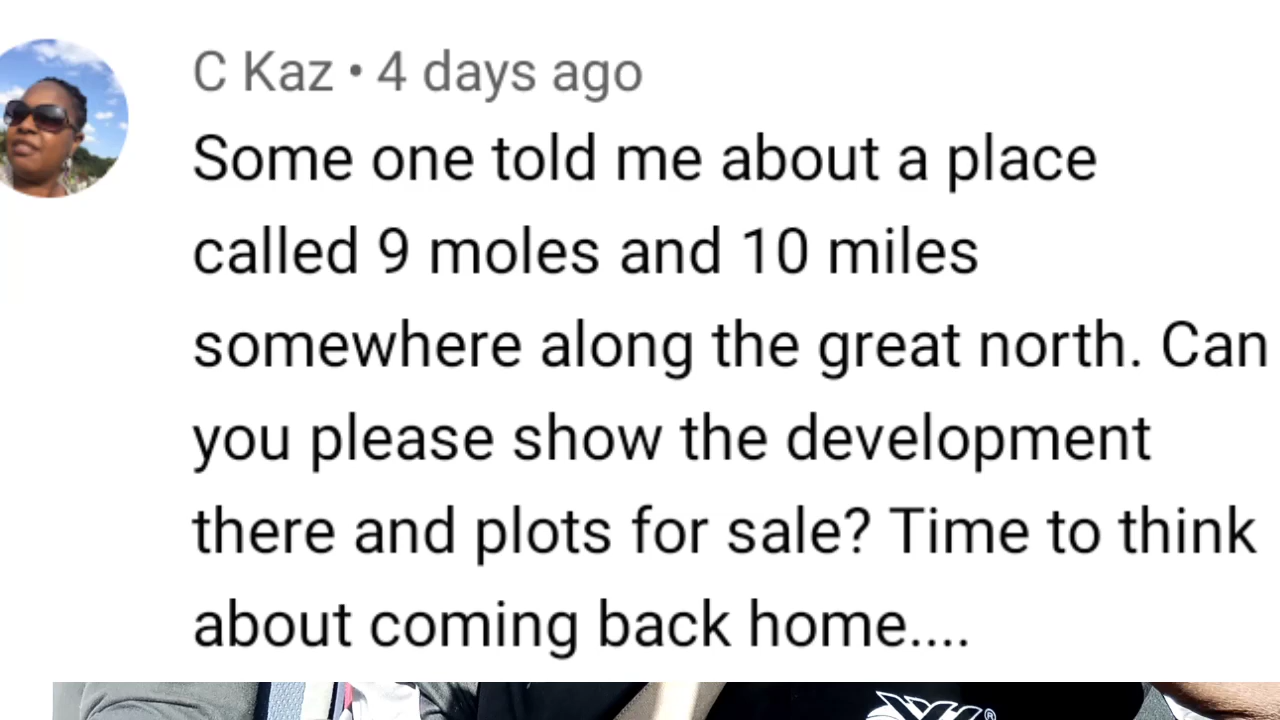 C Kaz • 4 days ago
Some one told me about a place
called 9 moles and 10 miles
somewhere along the great north. Can
you please show the development
there and plots for sale? Time to think
about coming back home....